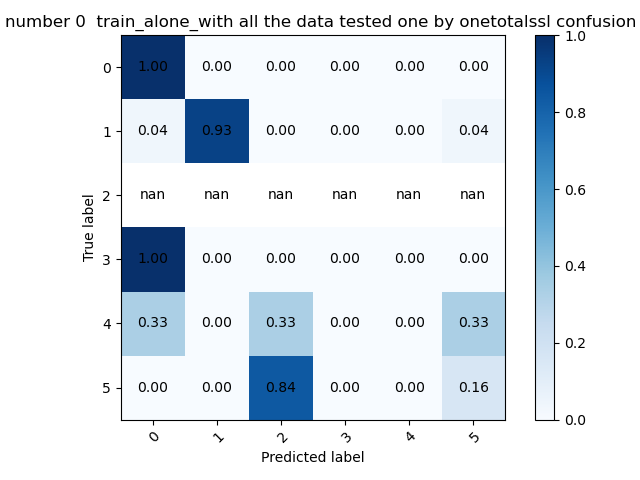 number 0  train_alone_with all the data tested one by onetotalssl confusion
1.0
0 1.00 0.00 0.00 0.00 0.00 0.00
1 0.04 0.93 0.00 0.00 0.00 0.04
0.8
2 nan nan nan nan nan nan
0.6
True label
3 1.00 0.00 0.00 0.00 0.00 0.00
0.4
4 0.33 0.00 0.33 0.00 0.00 0.33
0.2
5 0.00 0.00 0.84 0.00 0.00 0.16
0.0
0 1 2 3 4 5
Predicted label